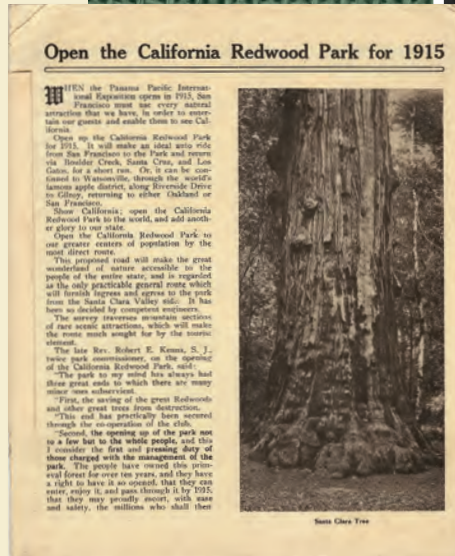 Open the California Redwood Park for 1915
WHEN the Panama Pacific Internat-
ional Exposition opens in 1915, San
Francisco must use every natural
attraction that we have, in order to enter-
tain our guests and enable them to see Cal-
ifornia.
Open up the California Redwood Park
for 1915. It will make an ideal auto ride
from San Francisco to the Park and return
via Boulder Creek, Santa Cruz, and Los
Gatos, for a short run. Or, it can be con-
tinued to Watsonville, through the world's
famous apple district, along Riverside Drive
to Gilroy, returning to either Oakland or
San Francisco.
Show California; open the California
Redwood Park to the world, and add anoth-
er glory to our state.
Open the California Redwood Park to
our greater centers of population by the
most direct route.
This proposed road will make the great
wonderland of nature accessible to the
people of the entire state, and is regarded
as the only practicable general route which
will furnish ingress and egress to the park
from the Santa Clara Valley side. It has
been so decided by competent engineers.
The survey traverses mountain sections
of rare scenic attractions, which will make
the route much sought for by the tourist
element.
The late Rev. Robert E. Kenna, S. J.,
twice park commissioner, on the opening
of the California Redwood Park, said:
"The park to my mind has always had
three great ends to which there are many
minor ones subservient.
"First, the saving of the great Redwoods
and other great trees from destruction.
"This end has practically been secured
through the co-operation of the club.
"Second, the opening up of the park not
to a few but to the whole people, and this
I consider the first and pressing duty of
those charged with the management of the
park. The people have owned this prim-
eval forest for over ten years, and they have
a right to have it so opened, that they can
enter, enjoy it, and pass through it by 1915,
that they may proudly escort, with ease
and safety, the millions who shall then
Santa Clara Tree